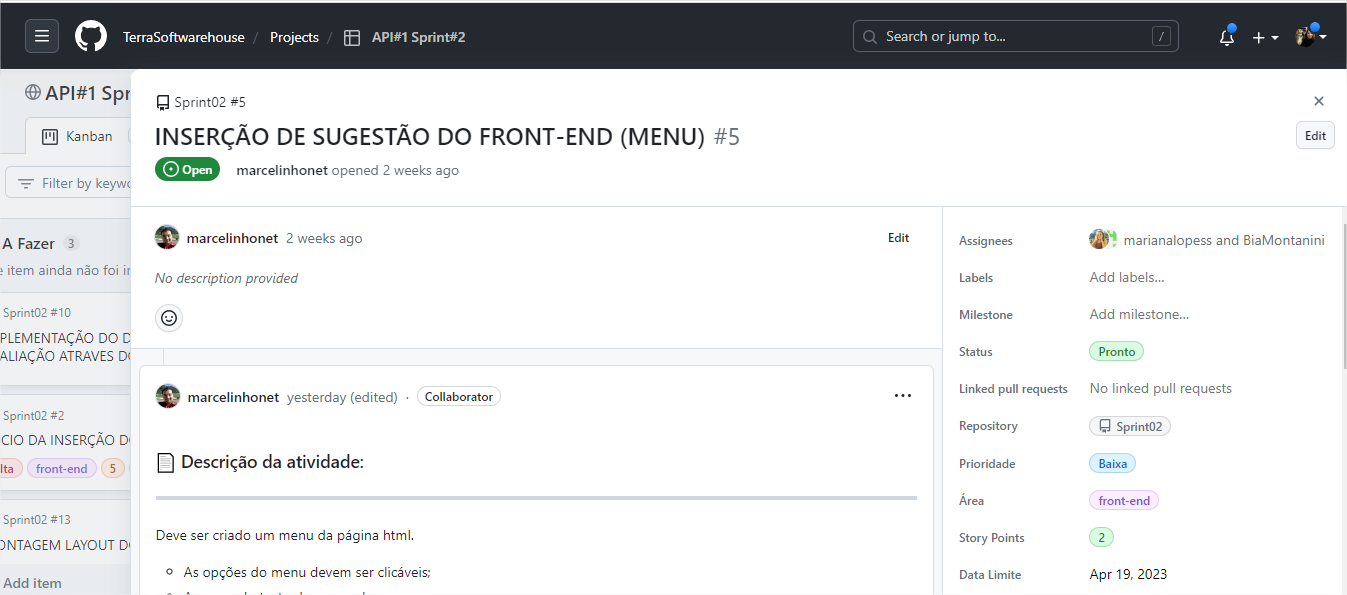 TerraSoftwarehouse / Projects / API#1 Sprint#2
Search or jump to...
/
API#1 Spr
Kanban
Filter by keywo
A Fazer 3
e item ainda não foi in
Sprint02 #10
PLEMENTAÇÃO DO D
ALIAÇÃO ATRAVES DO
Sprint02 #2
CIO DA INSERÇÃO DO
lta front-end 5
Sprint02 #13
ONTAGEM LAYOUT DO
Add item
Sprint02 #5
INSERÇÃO DE SUGESTÃO DO FRONT-END (MENU) #5
Edit
Open marcelinhonet opened 2 weeks ago
marcelinhonet 2 weeks ago Edit
No description provided
marcelinhonet yesterday (edited) · Collaborator
Descrição da atividade:
Deve ser criado um menu da página html.
As opções do menu devem ser clicáveis;
Assignees marianalopess and BiaMontanini
Labels Add labels...
Milestone Add milestone...
Status Pronto
Linked pull requests No linked pull requests
Repository Sprint02
Prioridade Baixa
Área front-end
Story Points 2
Data Limite Apr 19, 2023